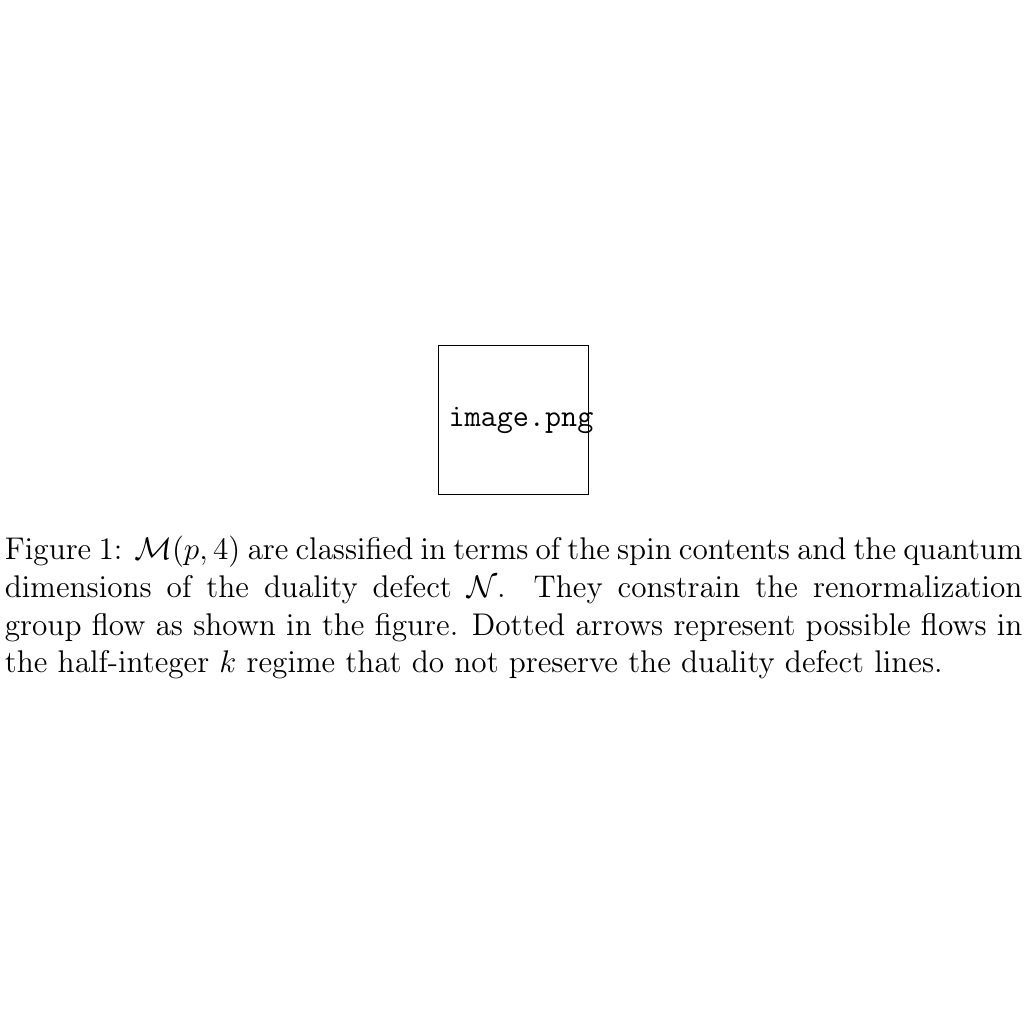 image.png
Figure 1: $\mathcal{M}(p, 4)$ are classified in terms of the spin contents and the quantum
dimensions of the duality defect $\mathcal{N}$. They constrain the renormalization
group flow as shown in the figure. Dotted arrows represent possible flows in
the half-integer $k$ regime that do not preserve the duality defect lines.